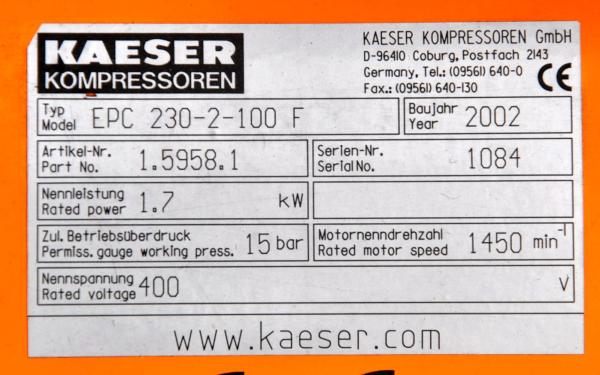 KAESER
KOMPRESSOREN
KAESER KOMPRESSOREN GmbH
D-96410 Coburg, Postfach 2143
Germany, Tel.: (09561) 640-0
Fax.: (09561) 640-130
CE
Typ
Model EPC 230-2-100 F
Baujahr
Year 2002
Artikel-Nr.
Part No. 1.5958.1
Serien-Nr.
Serial No. 1084
Nennleistung
Rated power 1.7 kW
Zul. Betriebsüberdruck
Permiss. gauge working press. 15 bar
Motornenndrehzahl
Rated motor speed 1450 min⁻¹
Nennspannung
Rated voltage 400 V
www.kaeser.com